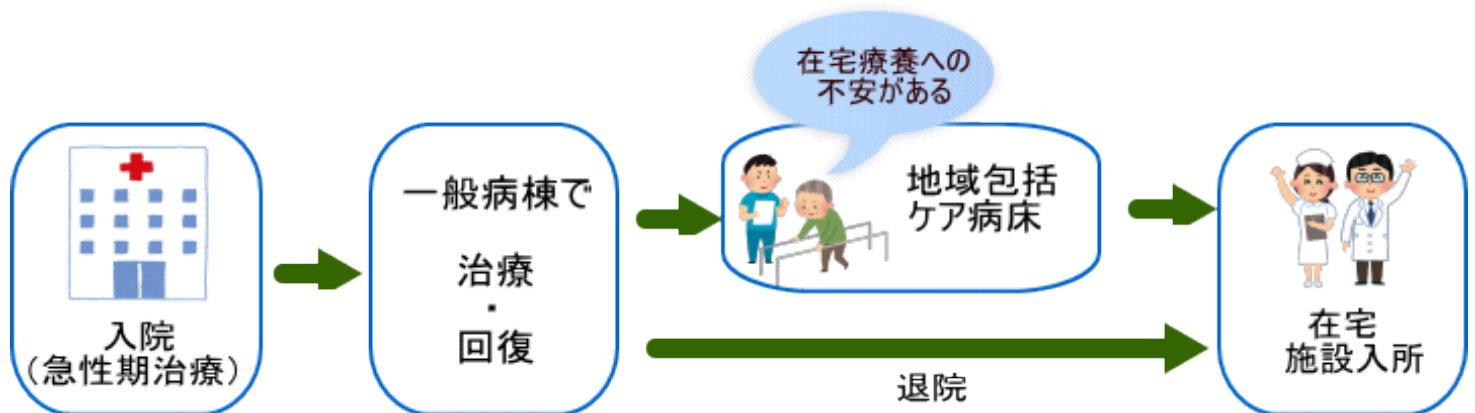 入院
(急性期治療)
一般病棟で
治療
・
回復
在宅療養への
不安がある
地域包括
ケア病床
退院
在宅
施設入所